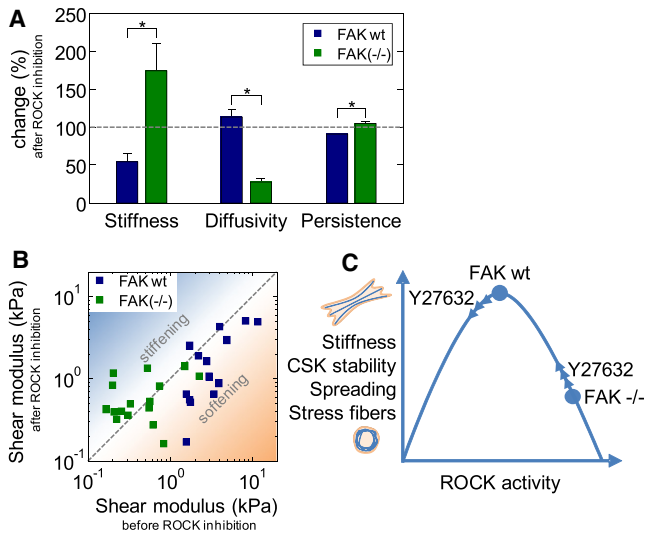 A
250
200
150
100
50
0
change (%)
after ROCK inhibition
*
*
*
FAK wt
FAK(-/-)
Stiffness Diffusivity Persistence
B
FAK wt
FAK(-/-)
stiffening
softening
10¹
10⁰
10⁻¹
Shear modulus (kPa)
after ROCK inhibition
10⁻¹ 10⁰ 10¹
Shear modulus (kPa)
before ROCK inhibition
C
FAK wt
Y27632
Y27632
FAK -/-
Stiffness
CSK stability
Spreading
Stress fibers
ROCK activity